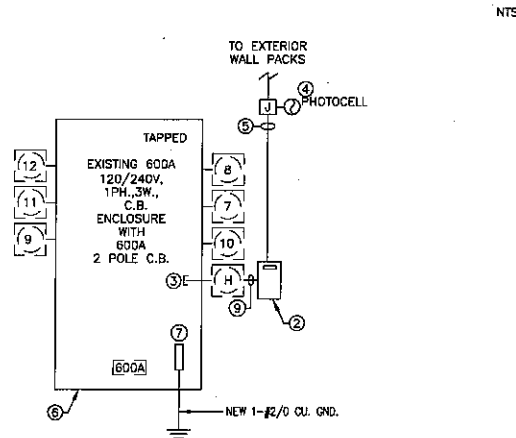 NTS
TO EXTERIOR
WALL PACKS
4
J
PHOTOCELL
5
TAPPED
EXISTING 600A
120/240V,
1PH.,3W.,
C.B.
ENCLOSURE
WITH
600A
2 POLE C.B.
12
11
9
8
7
10
3
H
9
2
7
600A
6
NEW 1-#2/0 CU. GND.